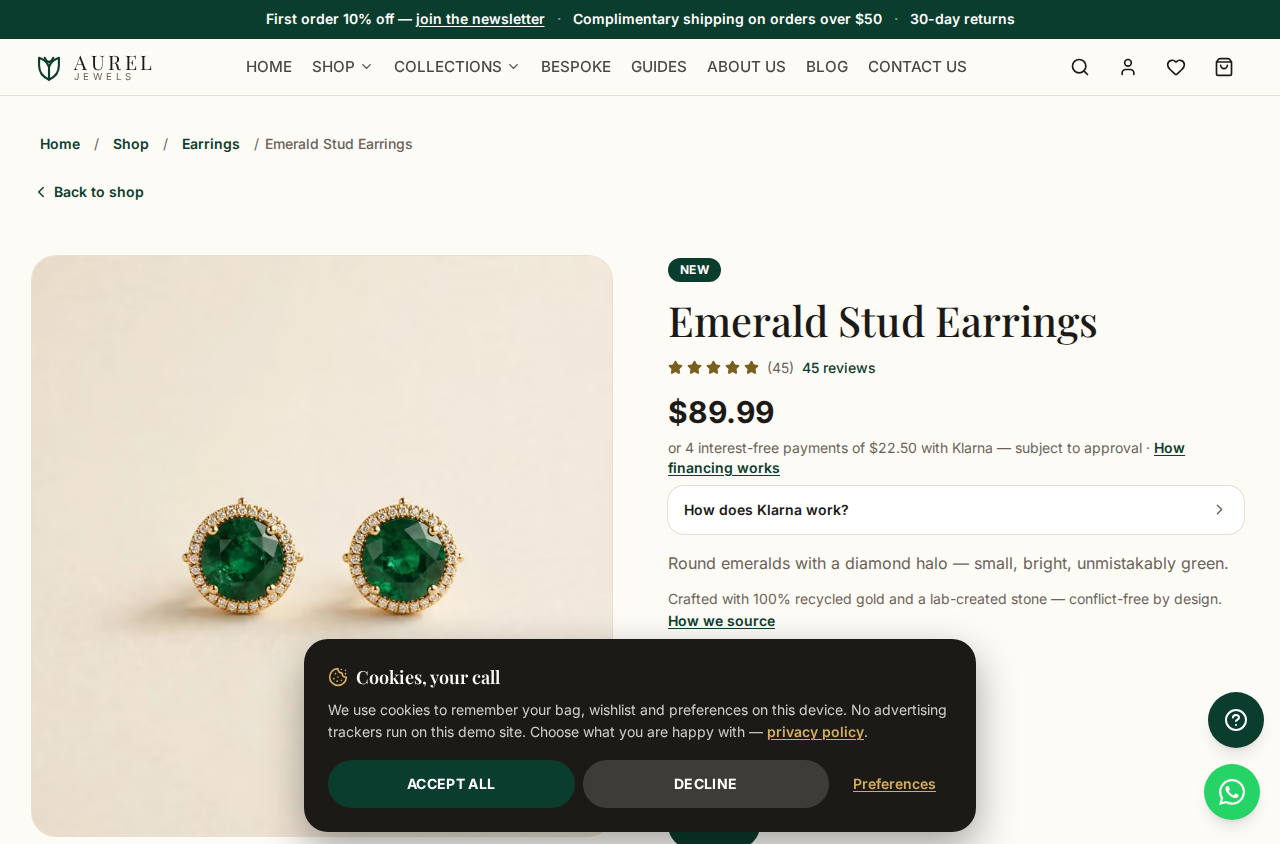 First order 10% off — join the newsletter · Complimentary shipping on orders over $50 · 30-day returns
AUREL
JEWELS
HOME SHOP COLLECTIONS BESPOKE GUIDES ABOUT US BLOG CONTACT US
Home / Shop / Earrings / Emerald Stud Earrings
Back to shop
NEW
Emerald Stud Earrings
(45) 45 reviews
$89.99
or 4 interest-free payments of $22.50 with Klarna — subject to approval · How
financing works
How does Klarna work?
Round emeralds with a diamond halo — small, bright, unmistakably green.
Crafted with 100% recycled gold and a lab-created stone — conflict-free by design.
How we source
Cookies, your call
We use cookies to remember your bag, wishlist and preferences on this device. No advertising
trackers run on this demo site. Choose what you are happy with — privacy policy.
ACCEPT ALL DECLINE Preferences